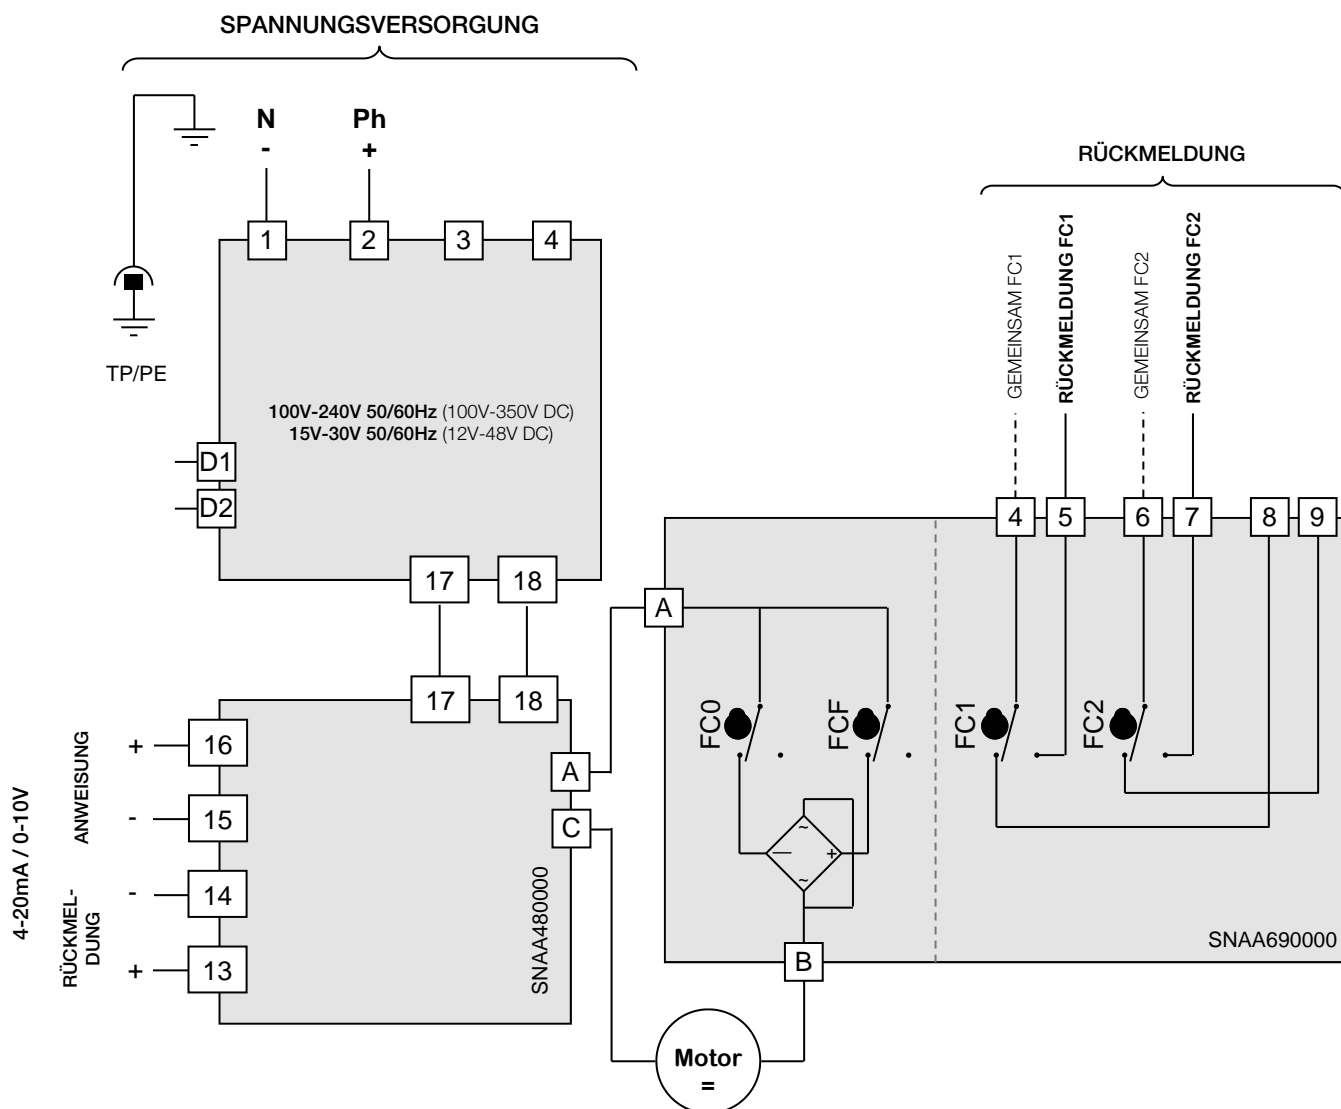 SPANNUNGSVERSORGUNG
N
-
Ph
+
1
2
3
4
TP/PE
100V-240V 50/60Hz (100V-350V DC)
15V-30V 50/60Hz (12V-48V DC)
D1
D2
17
18
17
18
4-20mA / 0-10V
ANWEISUNG
+
16
-
15
RÜCKMEL-
DUNG
-
14
+
13
A
C
SNAA480000
RÜCKMELDUNG
GEMEINSAM FC1
RÜCKMELDUNG FC1
GEMEINSAM FC2
RÜCKMELDUNG FC2
4
5
6
7
8
9
A
FC0
FCF
FC1
FC2
~
—
+
~
B
SNAA690000
Motor
=